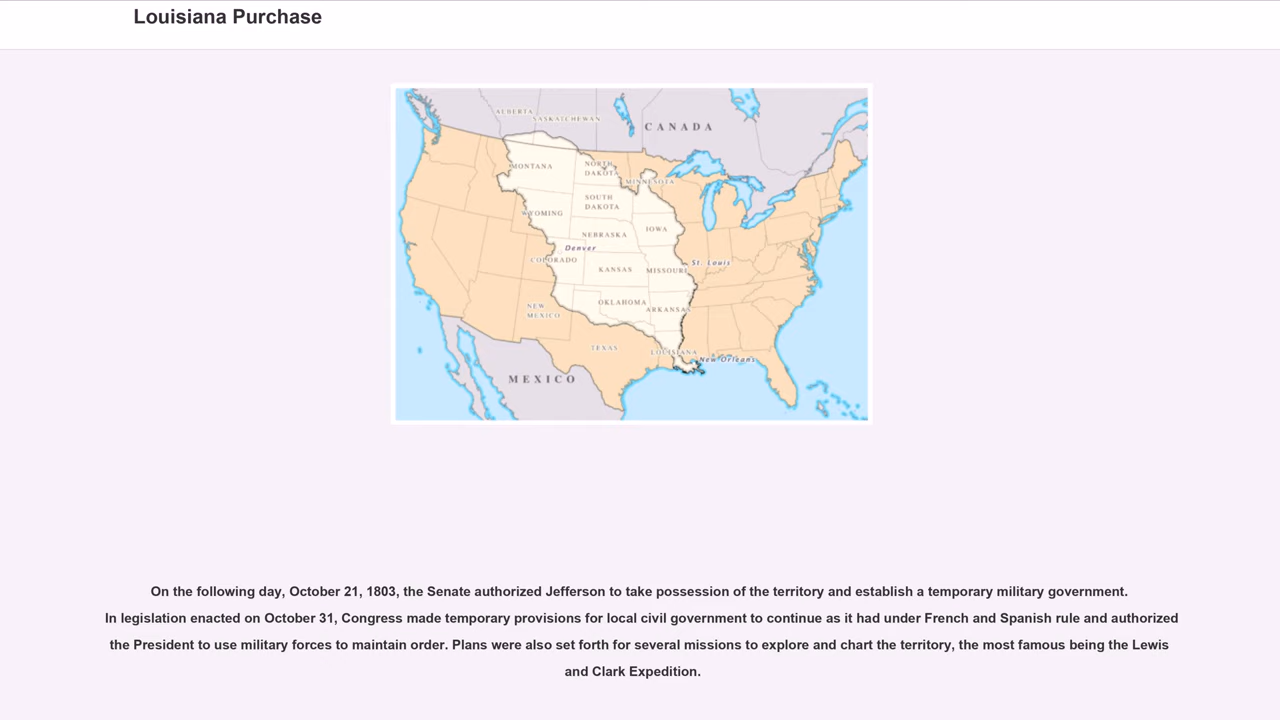 Louisiana Purchase
ALBERTA
SASKATCHEWAN
CANADA
MONTANA
NORTH
DAKOTA
MINNESOTA
SOUTH
DAKOTA
WYOMING
IOWA
NEBRASKA
Denver
COLORADO
St. Louis
KANSAS
MISSOURI
NEW
MEXICO
OKLAHOMA
ARKANSAS
TEXAS
LOUISIANA
New Orleans
MEXICO
On the following day, October 21, 1803, the Senate authorized Jefferson to take possession of the territory and establish a temporary military government.
In legislation enacted on October 31, Congress made temporary provisions for local civil government to continue as it had under French and Spanish rule and authorized
the President to use military forces to maintain order. Plans were also set forth for several missions to explore and chart the territory, the most famous being the Lewis
and Clark Expedition.